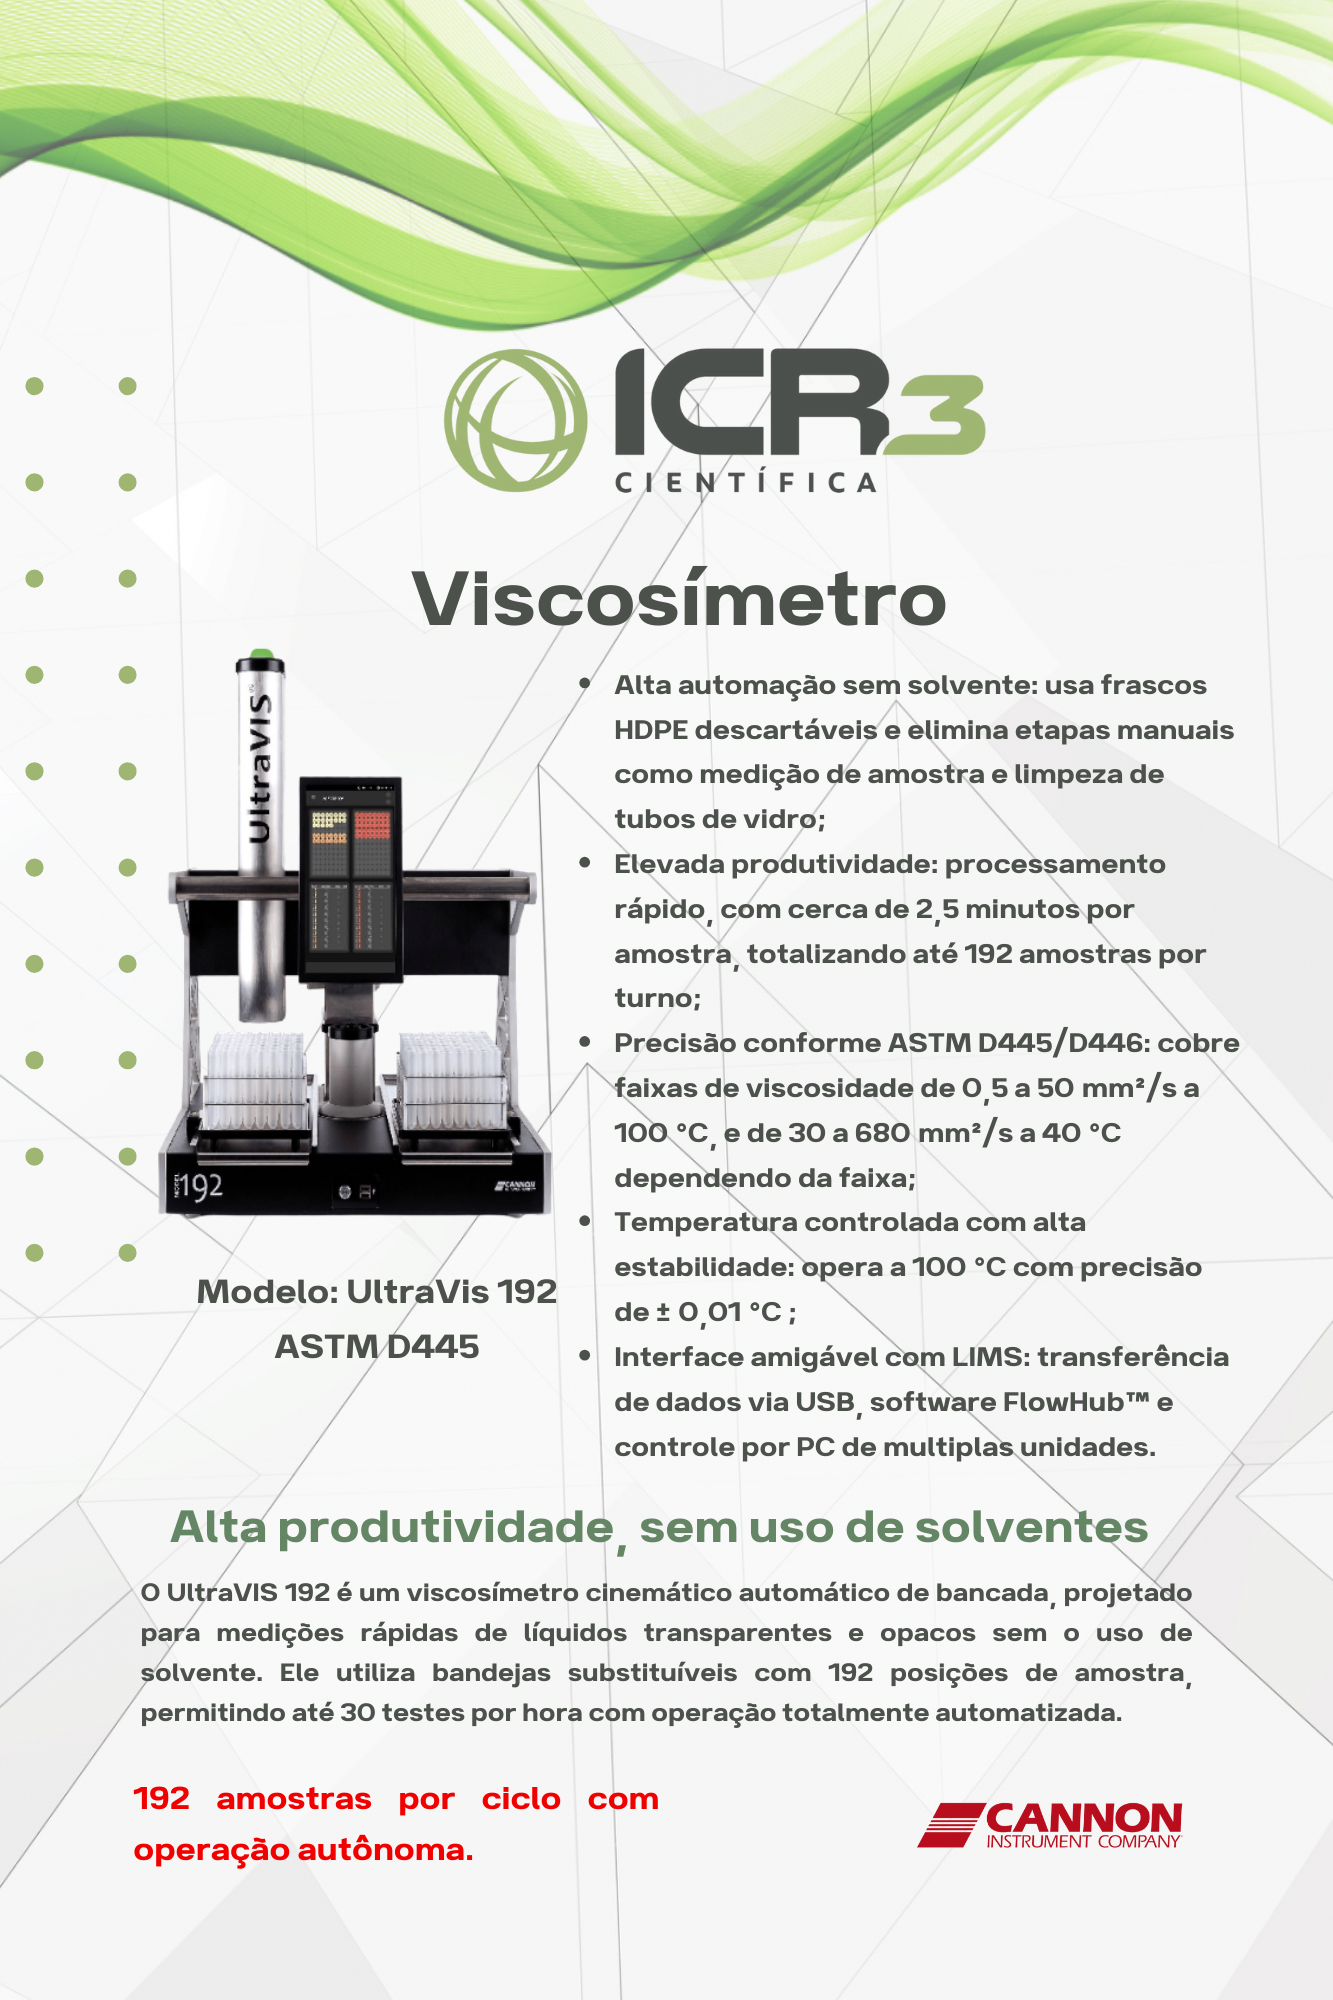 ICR3
CIENTÍFICA
Viscosímetro
UltraVIS
MODEL 192
CANNON
Modelo: UltraVis 192
ASTM D445
• Alta automação sem solvente: usa frascos
HDPE descartáveis e elimina etapas manuais
como medição de amostra e limpeza de
tubos de vidro;
• Elevada produtividade: processamento
rápido, com cerca de 2,5 minutos por
amostra, totalizando até 192 amostras por
turno;
• Precisão conforme ASTM D445/D446: cobre
faixas de viscosidade de 0,5 a 50 mm²/s a
100 °C, e de 30 a 680 mm²/s a 40 °C
dependendo da faixa;
• Temperatura controlada com alta
estabilidade: opera a 100 °C com precisão
de ± 0,01 °C ;
• Interface amigável com LIMS: transferência
de dados via USB, software FlowHub™ e
controle por PC de multiplas unidades.
Alta produtividade, sem uso de solventes
O UltraVIS 192 é um viscosímetro cinemático automático de bancada, projetado
para medições rápidas de líquidos transparentes e opacos sem o uso de
solvente. Ele utiliza bandejas substituíveis com 192 posições de amostra,
permitindo até 30 testes por hora com operação totalmente automatizada.
192 amostras por ciclo com
operação autônoma.
CANNON
INSTRUMENT COMPANY